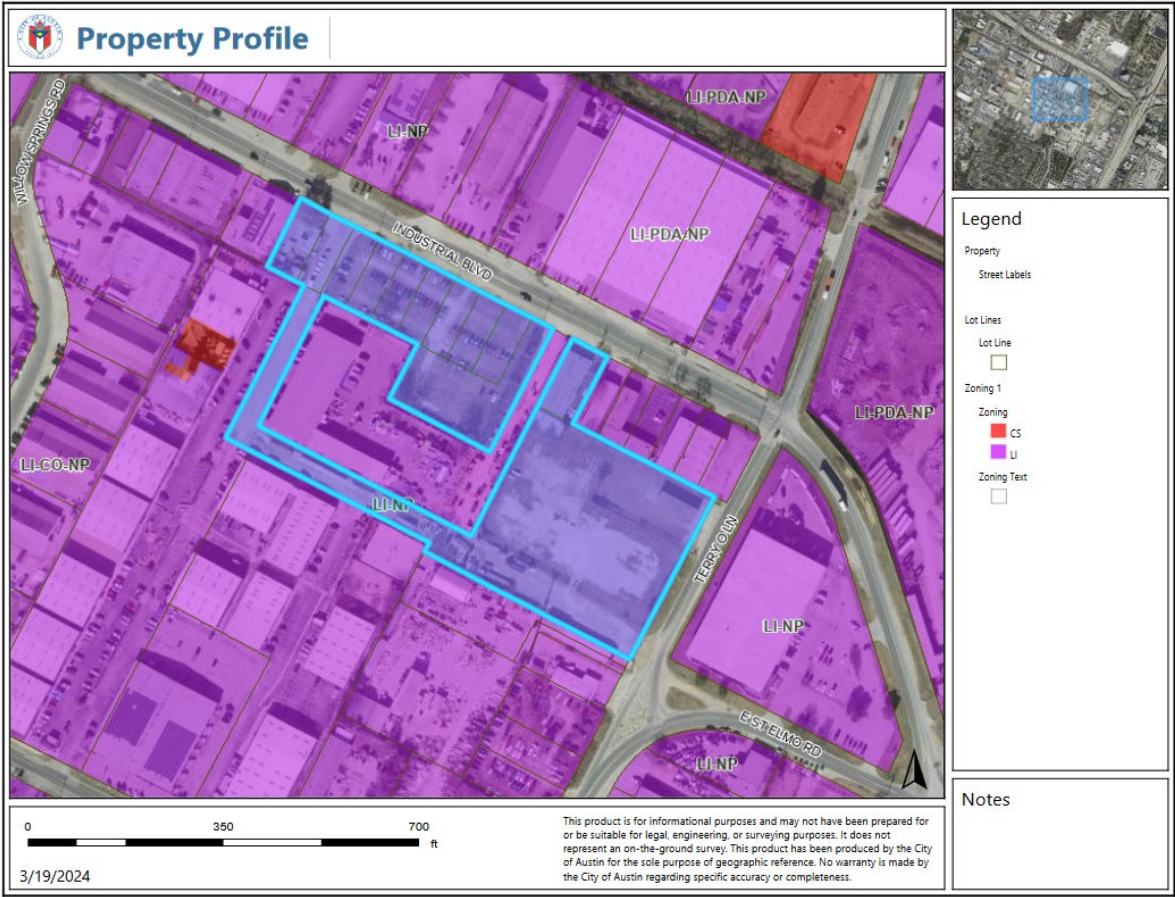 CITY OF AUSTIN
Property Profile
WILLOW SPRINGS RD
LI-NP
LI-PDA-NP
INDUSTRIAL BLVD
LI-PDA-NP
LI-PDA-NP
LI-CO-NP
LI-NP
TERRY O LN
LI-NP
E ST ELMO RD
LI-NP
Legend
Property
Street Labels
Lot Lines
Lot Line
Zoning 1
Zoning
CS
LI
Zoning Text
Notes
0 350 700
ft
3/19/2024
This product is for informational purposes and may not have been prepared for
or be suitable for legal, engineering, or surveying purposes. It does not
represent an on-the-ground survey. This product has been produced by the City
of Austin for the sole purpose of geographic reference. No warranty is made by
the City of Austin regarding specific accuracy or completeness.